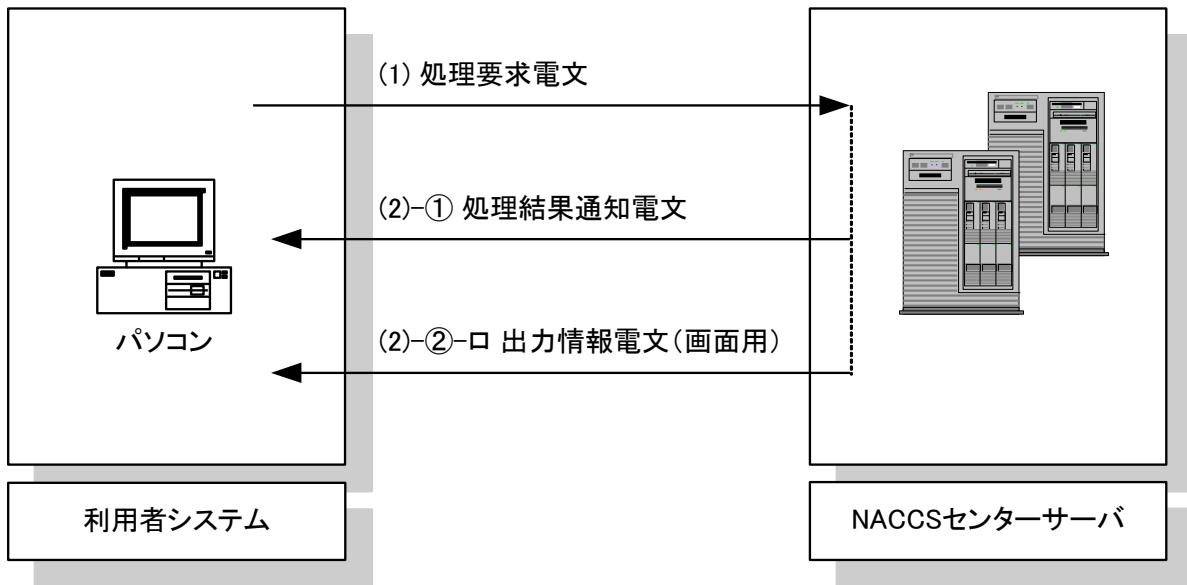 (1) 処理要求電文
(2)-① 処理結果通知電文
(2)-②-ロ 出力情報電文(画面用)
パソコン
利用者システム
NACCSセンターサーバ